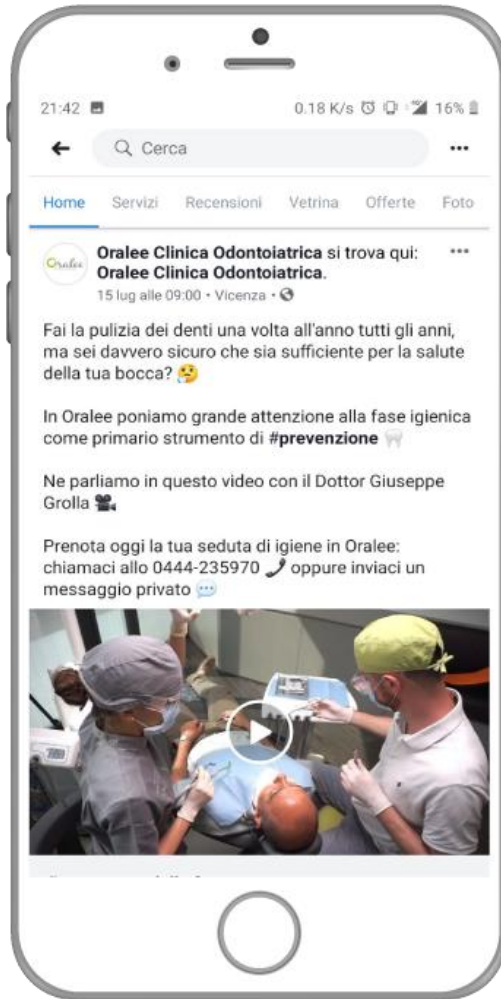 21:42 0.18 K/s 16%
Cerca
Home Servizi Recensioni Vetrina Offerte Foto
Oralee
Oralee Clinica Odontoiatrica si trova qui:
Oralee Clinica Odontoiatrica.
15 lug alle 09:00 • Vicenza •
Fai la pulizia dei denti una volta all'anno tutti gli anni,
ma sei davvero sicuro che sia sufficiente per la salute
della tua bocca? 🤔
In Oralee poniamo grande attenzione alla fase igienica
come primario strumento di #prevenzione 🦷
Ne parliamo in questo video con il Dottor Giuseppe
Grolla 🎥
Prenota oggi la tua seduta di igiene in Oralee:
chiamaci allo 0444-235970 📞 oppure inviaci un
messaggio privato 💬